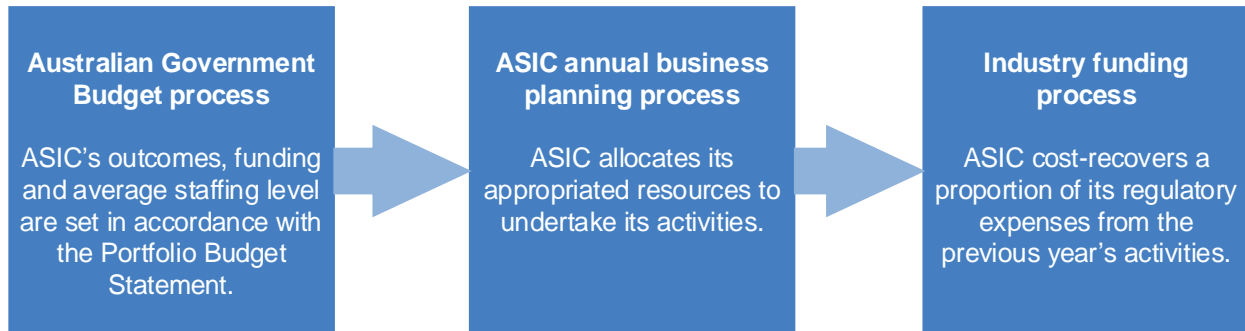 Australian Government
Budget process
ASIC's outcomes, funding
and average staffing level
are set in accordance with
the Portfolio Budget
Statement.
ASIC annual business
planning process
ASIC allocates its
appropriated resources to
undertake its activities.
Industry funding
process
ASIC cost-recovers a
proportion of its regulatory
expenses from the
previous year's activities.